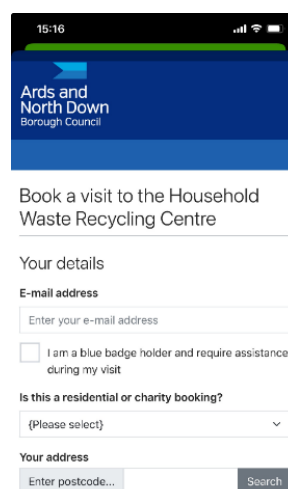 15:16
Ards and
North Down
Borough Council
Book a visit to the Household
Waste Recycling Centre
Your details
E-mail address
Enter your e-mail address
I am a blue badge holder and require assistance
during my visit
Is this a residential or charity booking?
{Please select}
Your address
Enter postcode... Search